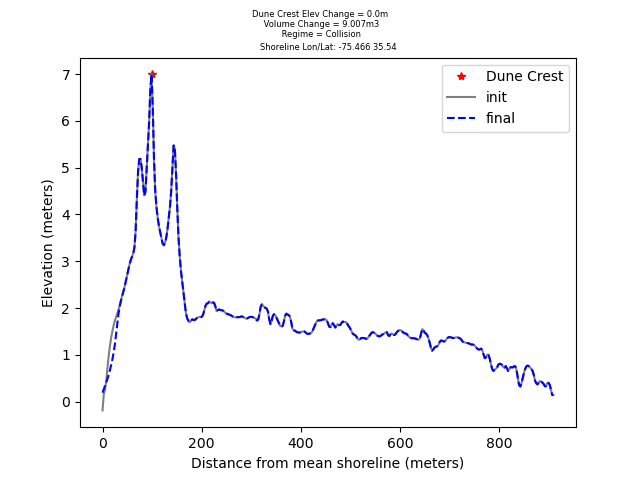 Dune Crest Elev Change = 0.0m
Volume Change = 9.007m3
Regime = Collision
Shoreline Lon/Lat: -75.466 35.54
Dune Crest
init
final
7
6
5
4
3
2
1
0
Elevation (meters)
0 200 400 600 800
Distance from mean shoreline (meters)